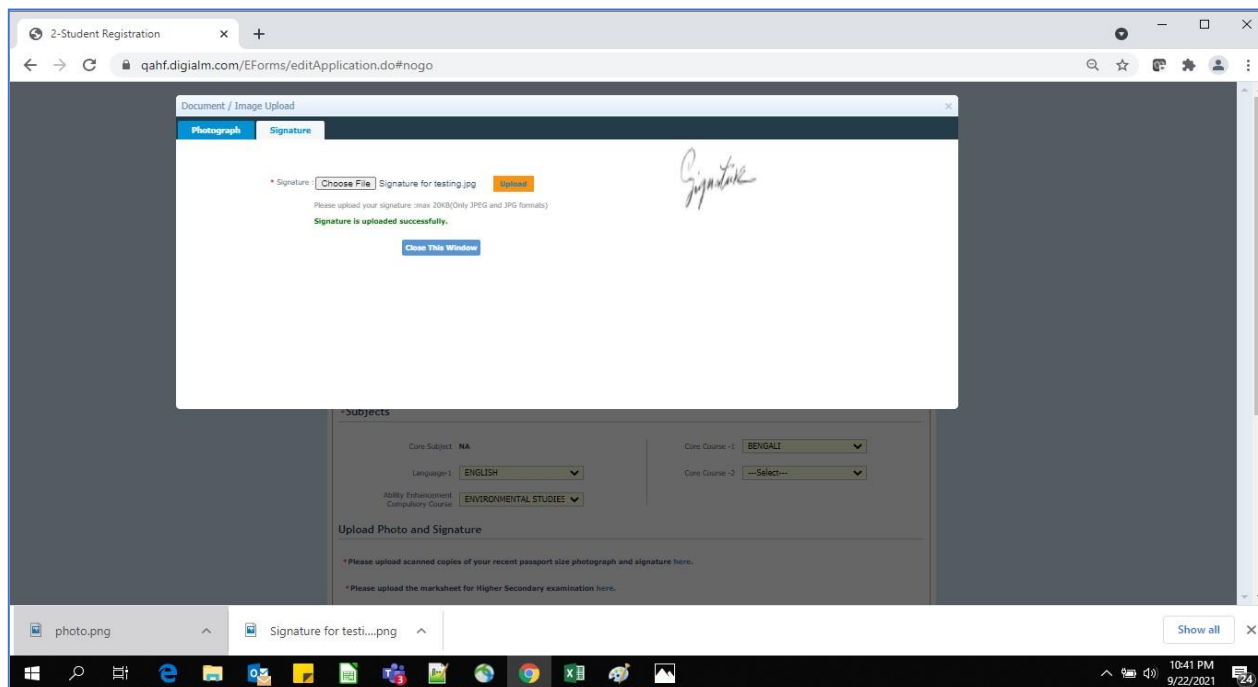 2-Student Registration
qahf.digialm.com/EForms/editApplication.do#nogo
Document / Image Upload
Photograph Signature
* Signature : Choose File Signature for testing.jpg Upload
Signature
Please upload your signature :max 20KB(Only JPEG and JPG formats)
Signature is uploaded successfully.
Close This Window
*Subjects
Core Subject NA Core Course -1 BENGALI
Language-1 ENGLISH Core Course -2 ---Select---
Ability Enhancement
Compulsory Course ENVIRONMENTAL STUDIES
Upload Photo and Signature
*Please upload scanned copies of your recent passport size photograph and signature here.
*Please upload the marksheet for Higher Secondary examination here.
photo.png Signature for testi....png Show all
10:41 PM
9/22/2021 24